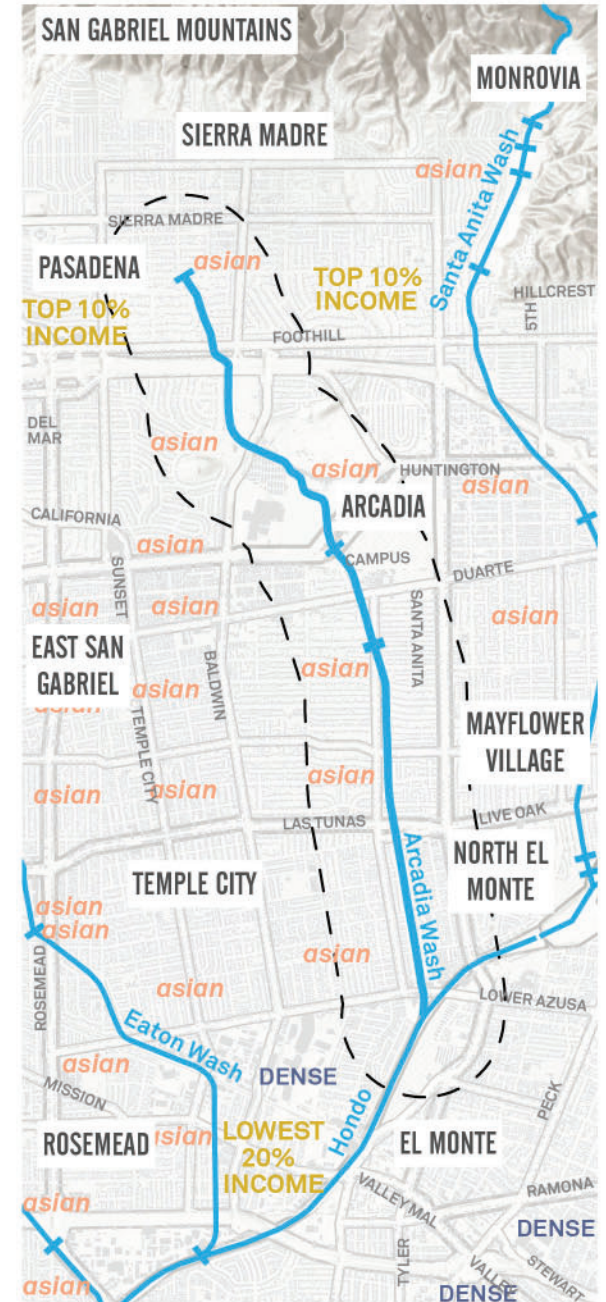 SAN GABRIEL MOUNTAINS
MONROVIA
SIERRA MADRE
asian
Santa Anita Wash
SIERRA MADRE
PASADENA
asian
TOP 10%
INCOME
TOP 10%
INCOME
HILLCREST
5TH
FOOTHILL
DEL
MAR
asian
asian
HUNTINGTON
asian
ARCADIA
CALIFORNIA
asian
CAMPUS
DUARTE
SUNSET
asian
asian
SANTA ANITA
asian
EAST SAN
GABRIEL
BALDWIN
asian
asian
asian
TEMPLE CITY
MAYFLOWER
VILLAGE
asian
asian
asian
LIVE OAK
LAS TUNAS
Arcadia Wash
NORTH EL
MONTE
TEMPLE CITY
asian
asian
ROSEMEAD
asian
asian
LOWER AZUSA
Eaton Wash
asian
DENSE
MISSION
Hondo
PECK
ROSEMEAD
asian
LOWEST
20%
INCOME
EL MONTE
VALLEY MAL
RAMONA
asian
TYLER
DENSE
VALLEY
STEWART
asian
DENSE